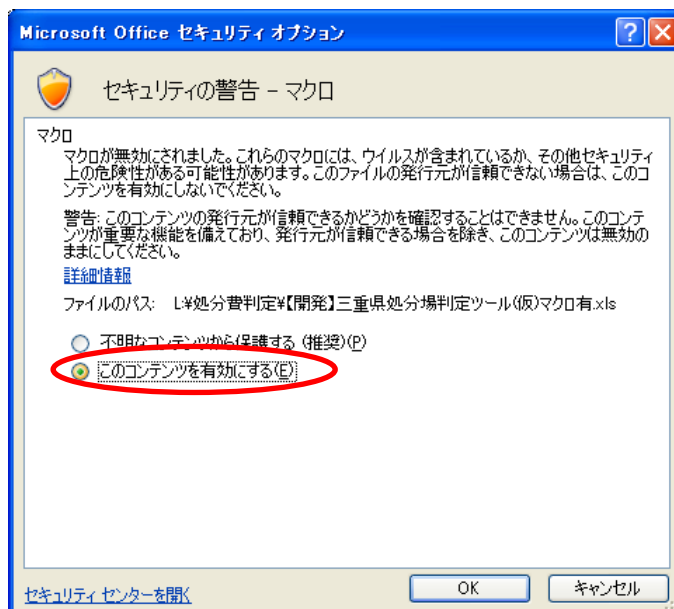 Microsoft Office セキュリティ オプション
セキュリティの警告 - マクロ
マクロ
マクロが無効にされました。これらのマクロには、ウイルスが含まれているか、その他セキュリティ
上の危険性がある可能性があります。このファイルの発行元が信頼できない場合は、このコ
ンテンツを有効にしないでください。
警告: このコンテンツの発行元が信頼できるかどうかを確認することはできません。このコンテ
ンツが重要な機能を備えており、発行元が信頼できる場合を除き、このコンテンツは無効の
ままにしてください。
詳細情報
ファイルのパス: L:¥処分費判定¥【開発】三重県処分場判定ツール(仮)マクロ有.xls
不明なコンテンツから保護する (推奨)(P)
このコンテンツを有効にする(E)
セキュリティ センターを開く
OK
キャンセル